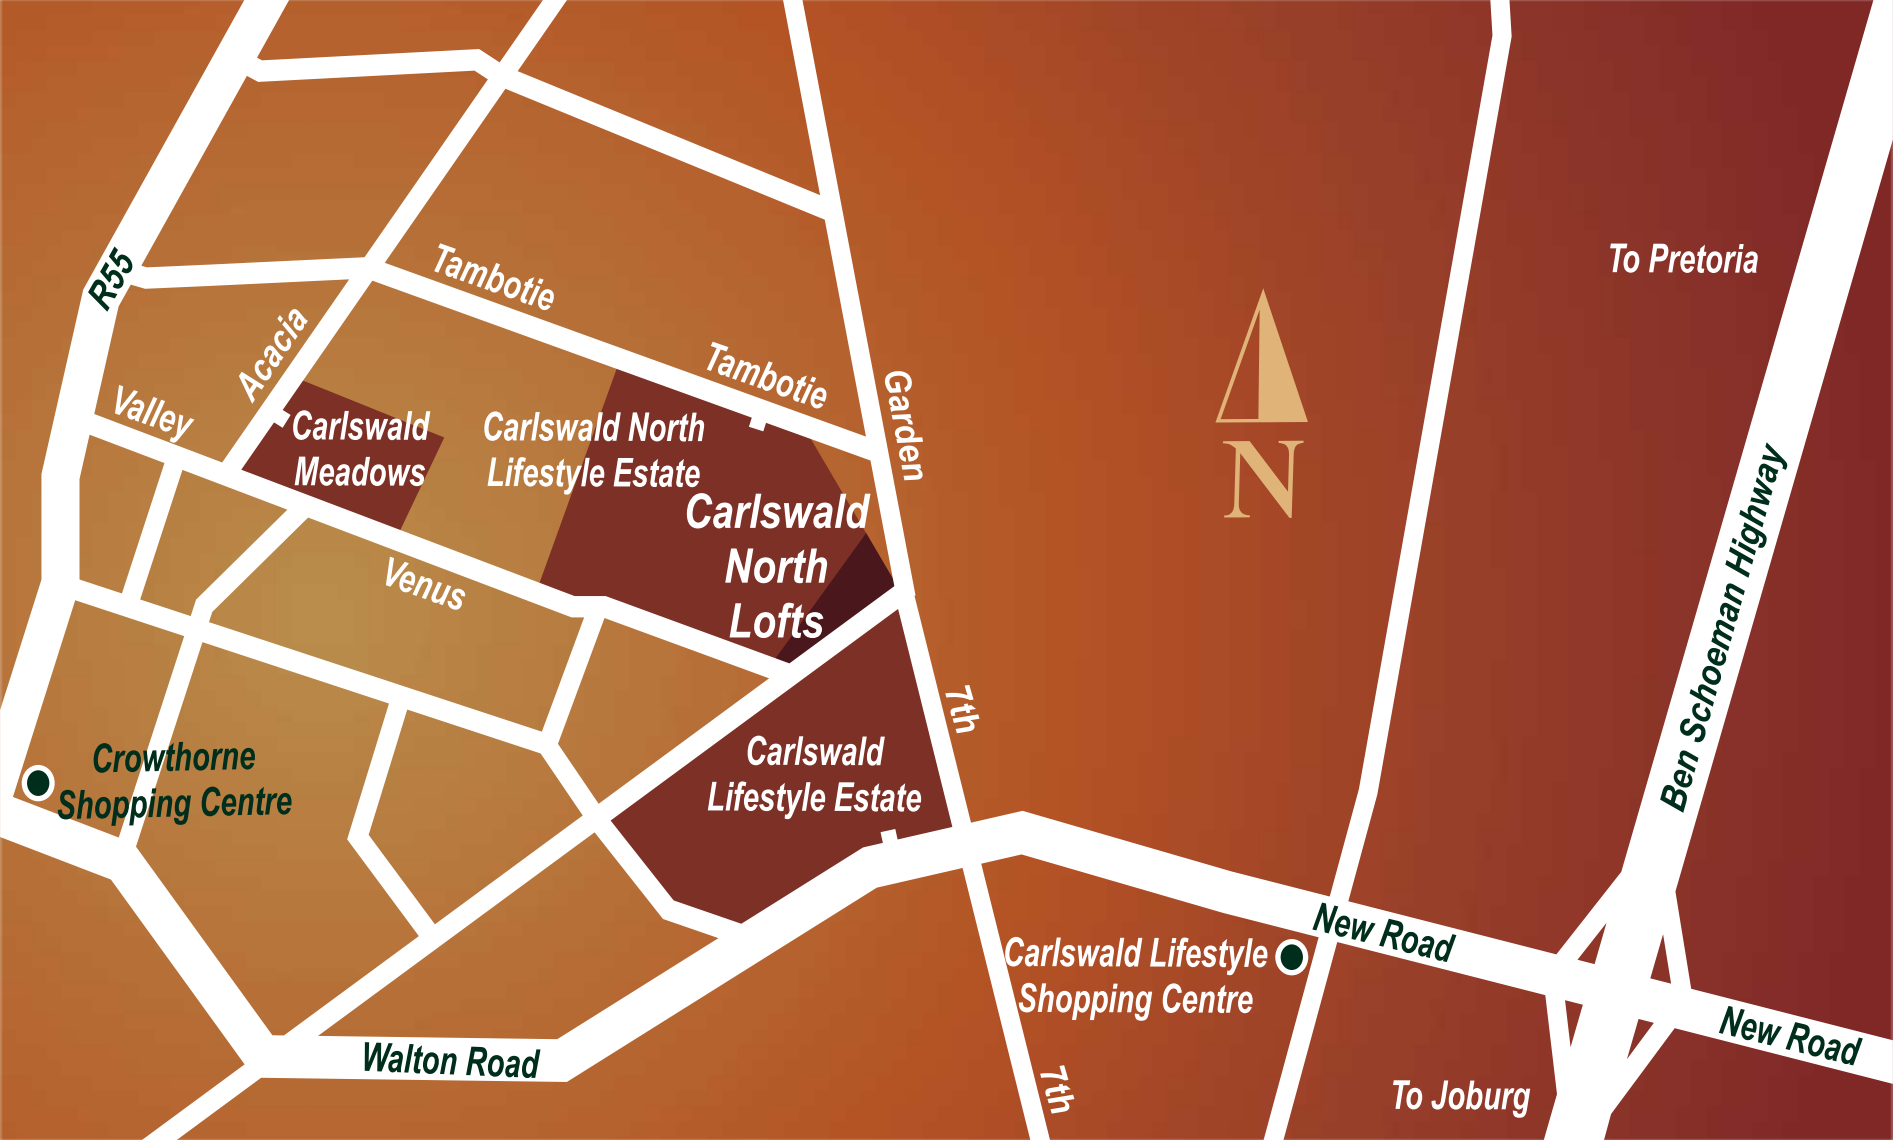 R55
Tambotie
Acacia
Tambotie
Valley
Garden
Carlswald
Meadows
Carlswald North
Lifestyle Estate
Carlswald
North
Lofts
Venus
To Pretoria
N
Ben Schoeman Highway
7th
Crowthorne
Shopping Centre
Carlswald
Lifestyle Estate
New Road
Carlswald Lifestyle
Shopping Centre
New Road
Walton Road
7th
To Joburg